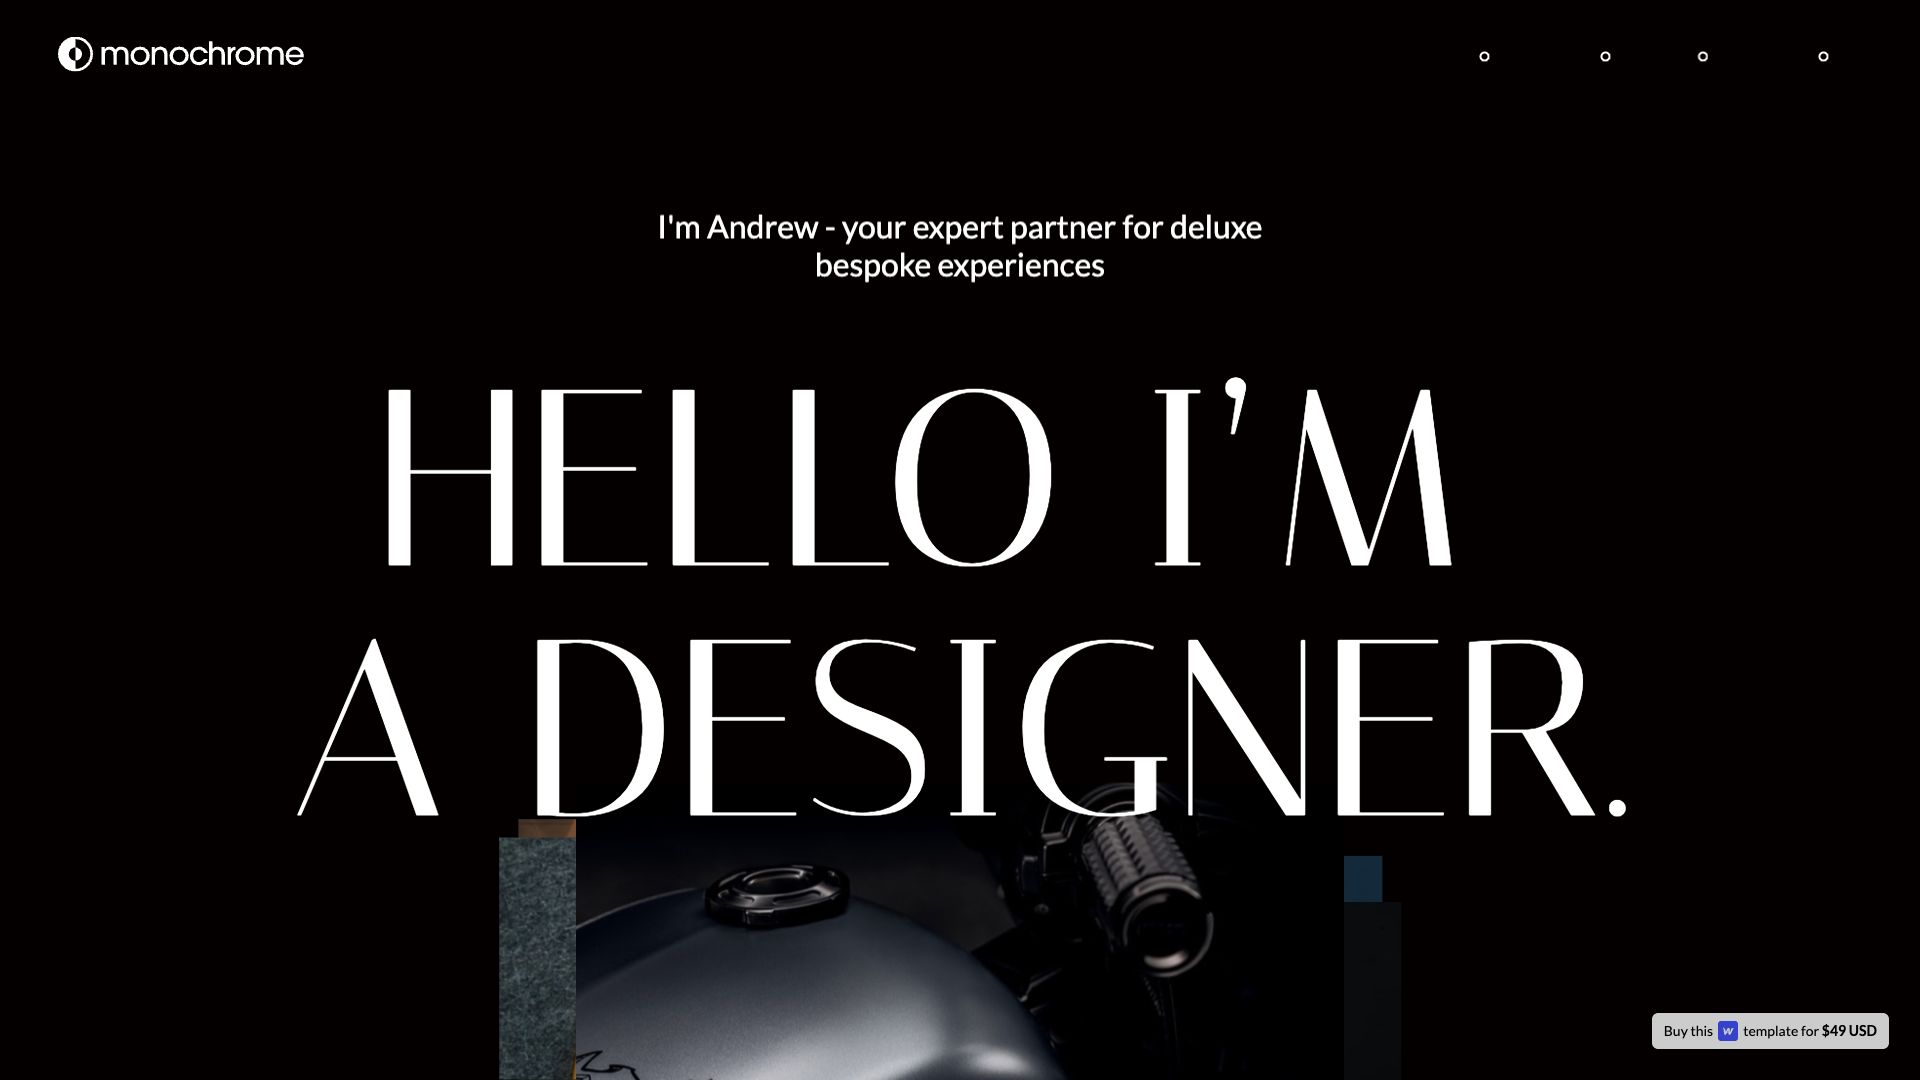 monochrome
I'm Andrew - your expert partner for deluxe
bespoke experiences
HELLO I’M
A DESIGNER.
Buy this W template for $49 USD